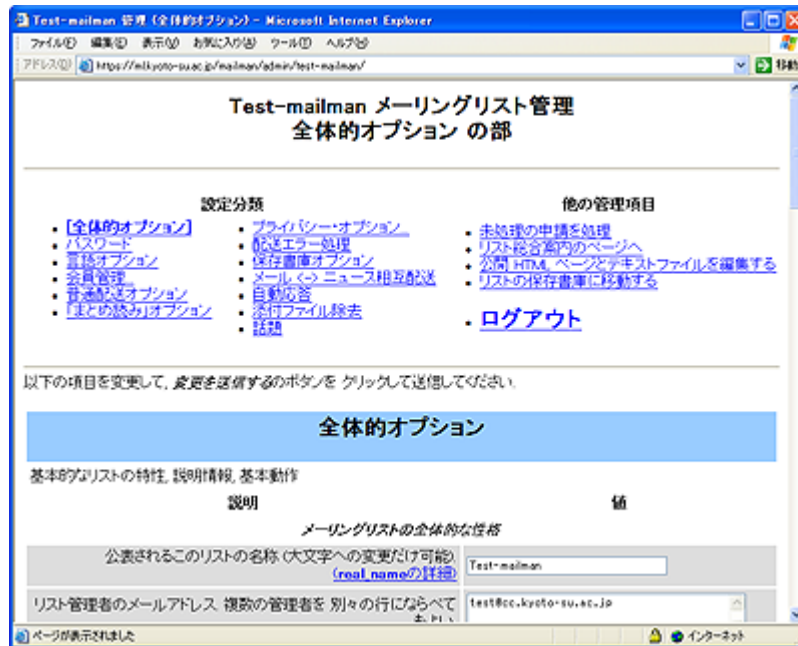 Test-mailman 管理 (全体的オプション) - Microsoft Internet Explorer
ファイル(F) 編集(E) 表示(V) お気に入り(A) ツール(T) ヘルプ(H)
アドレス(D) https://ml.kyoto-su.ac.jp/mailman/admin/test-mailman/ 移動
Test-mailman メーリングリスト管理
全体的オプション の部
設定分類
[全体的オプション]
パスワード
言語オプション
会員管理
普通配送オプション
「まとめ読み」オプション
プライバシー・オプション
配送エラー処理
保存書庫オプション
メール <-> ニュース相互配送
自動応答
添付ファイル除去
話題
他の管理項目
未処理の申請を処理
リスト総合案内のページへ
公開 HTML ページとテキストファイルを編集する
リストの保存書庫に移動する
ログアウト
以下の項目を変更して, 変更を送信するのボタンを クリックして送信してください.
全体的オプション
基本的なリストの特性, 説明情報, 基本動作
説明 値
メーリングリストの全体的な性格
公表されるこのリストの名称 (大文字への変更だけ可能) Test-mailman
(real_nameの詳細)
リスト管理者のメールアドレス. 複数の管理者を 別々の行にならべて test@cc.kyoto-su.ac.jp
もよい
ページが表示されました インターネット